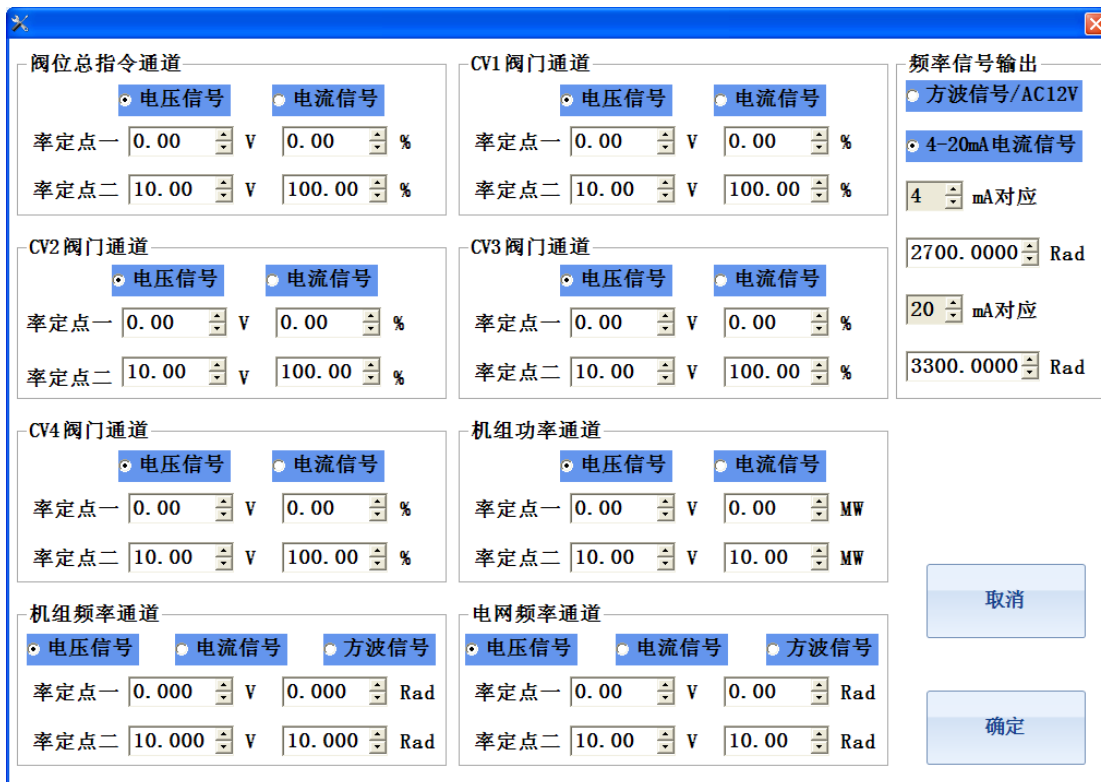 阀位总指令通道
电压信号 电流信号
率定点一 0.00 V 0.00 %
率定点二 10.00 V 100.00 %
CV1阀门通道
电压信号 电流信号
率定点一 0.00 V 0.00 %
率定点二 10.00 V 100.00 %
频率信号输出
方波信号/AC12V
4-20mA电流信号
4 mA对应
2700.0000 Rad
20 mA对应
3300.0000 Rad
CV2阀门通道
电压信号 电流信号
率定点一 0.00 V 0.00 %
率定点二 10.00 V 100.00 %
CV3阀门通道
电压信号 电流信号
率定点一 0.00 V 0.00 %
率定点二 10.00 V 100.00 %
CV4阀门通道
电压信号 电流信号
率定点一 0.00 V 0.00 %
率定点二 10.00 V 100.00 %
机组功率通道
电压信号 电流信号
率定点一 0.00 V 0.00 MW
率定点二 10.00 V 10.00 MW
机组频率通道
电压信号 电流信号 方波信号
率定点一 0.000 V 0.000 Rad
率定点二 10.000 V 10.000 Rad
电网频率通道
电压信号 电流信号 方波信号
率定点一 0.00 V 0.00 Rad
率定点二 10.00 V 10.00 Rad
取消
确定